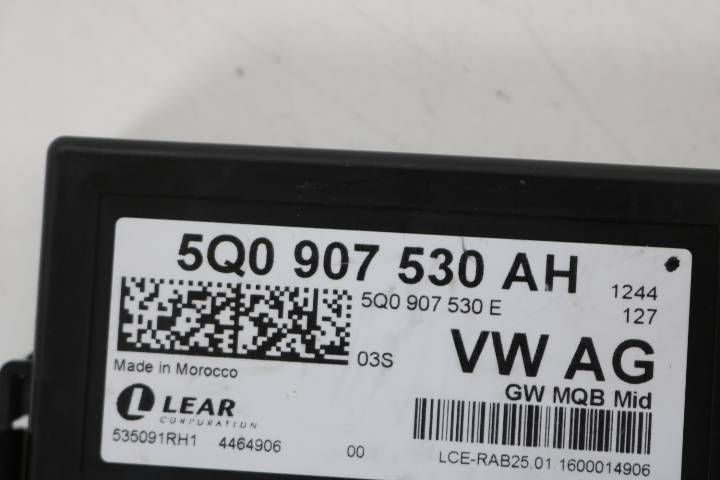 5Q0 907 530 AH
1244
5Q0 907 530 E
127
03S
VW AG
Made in Morocco
GW MQB Mid
LEAR
CORPORATION
535091RH1 4464906 00
LCE-RAB25.01.1600014906